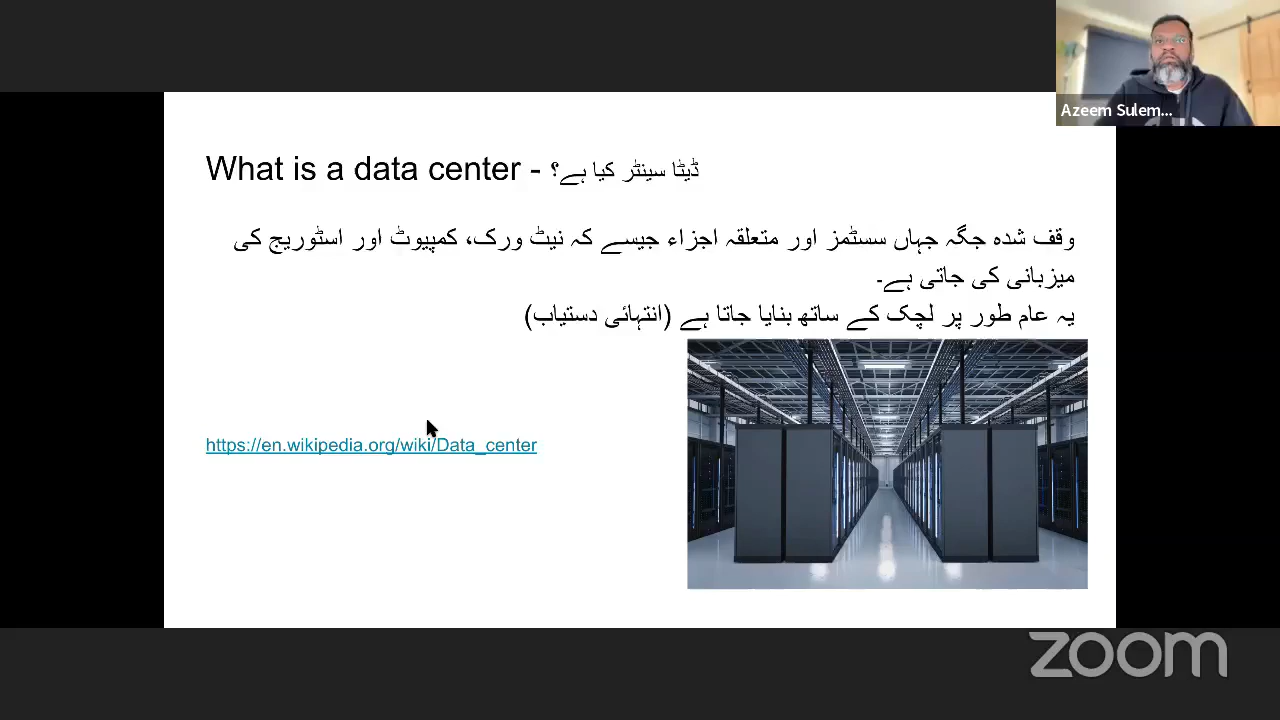 Azeem Sulem...
What is a data center - ڈیٹا سینٹر کیا ہے؟
وقف شدہ جگہ جہاں سسٹمز اور متعلقہ اجزاء جیسے کہ نیٹ ورک، کمپیوٹ اور اسٹوریج کی
میزبانی کی جاتی ہے۔
یہ عام طور پر لچک کے ساتھ بنایا جاتا ہے (انتہائی دستیاب)
https://en.wikipedia.org/wiki/Data_center
zoom